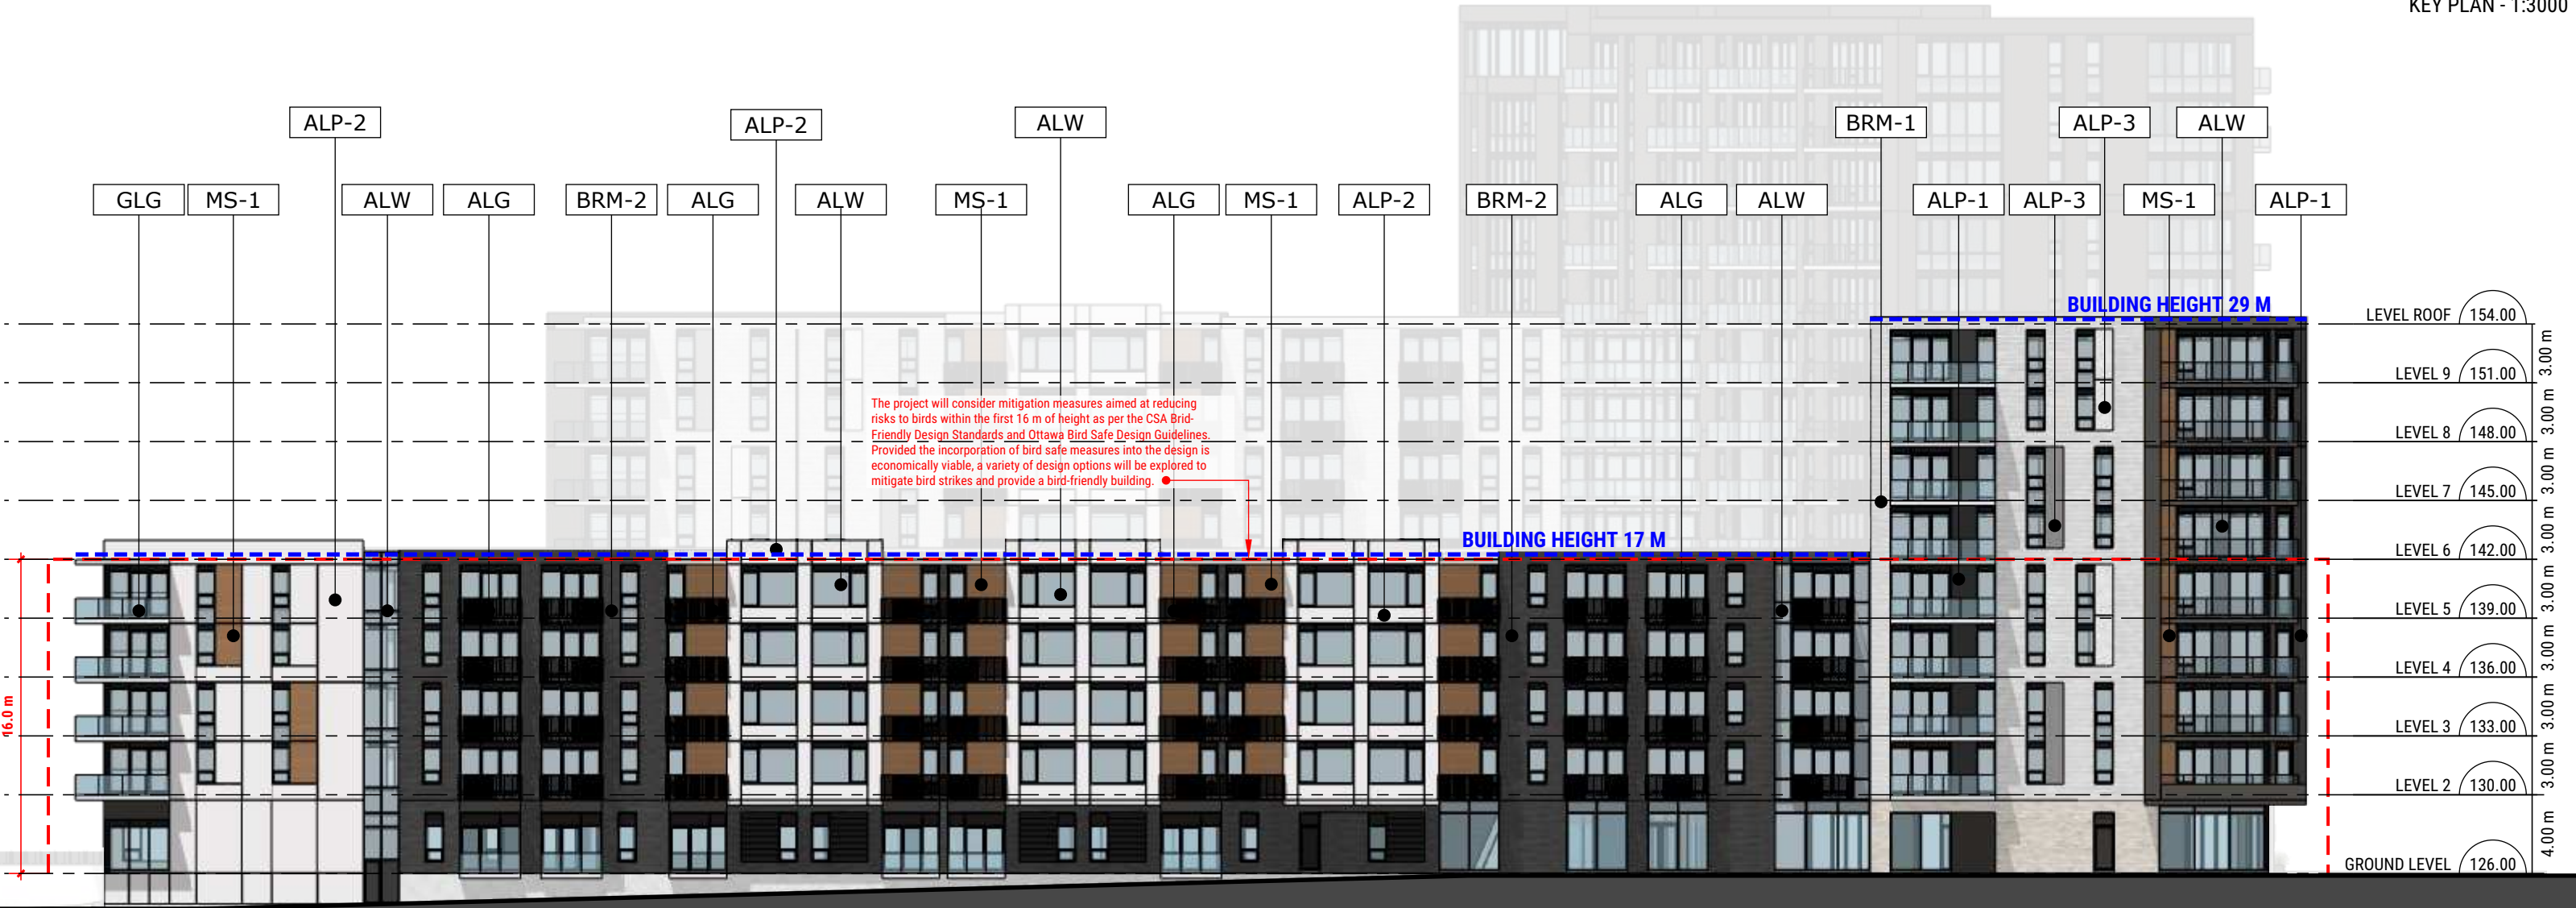 KEY PLAN - 1:3000
ALP-2
ALP-2
ALW
BRM-1
ALP-3
ALW
GLG
MS-1
ALW
ALG
BRM-2
ALG
ALW
MS-1
ALG
MS-1
ALP-2
BRM-2
ALG
ALW
ALP-1
ALP-3
MS-1
ALP-1
BUILDING HEIGHT 29 M
LEVEL ROOF 154.00
3.00 m
LEVEL 9 151.00
3.00 m
LEVEL 8 148.00
3.00 m
LEVEL 7 145.00
3.00 m
LEVEL 6 142.00
3.00 m
LEVEL 5 139.00
3.00 m
LEVEL 4 136.00
3.00 m
LEVEL 3 133.00
3.00 m
LEVEL 2 130.00
4.00 m
GROUND LEVEL 126.00
The project will consider mitigation measures aimed at reducing
risks to birds within the first 16 m of height as per the CSA Brid-
Friendly Design Standards and Ottawa Bird Safe Design Guidelines.
Provided the incorporation of bird safe measures into the design is
economically viable, a variety of design options will be explored to
mitigate bird strikes and provide a bird-friendly building.
BUILDING HEIGHT 17 M
16.0 m